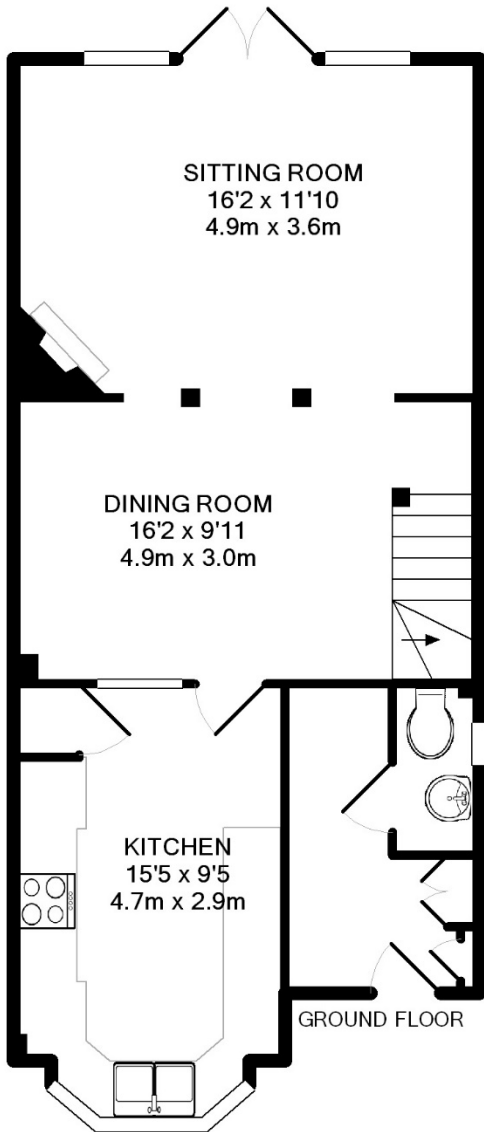 SITTING ROOM
16'2 x 11'10
4.9m x 3.6m
DINING ROOM
16'2 x 9'11
4.9m x 3.0m
KITCHEN
15'5 x 9'5
4.7m x 2.9m
GROUND FLOOR